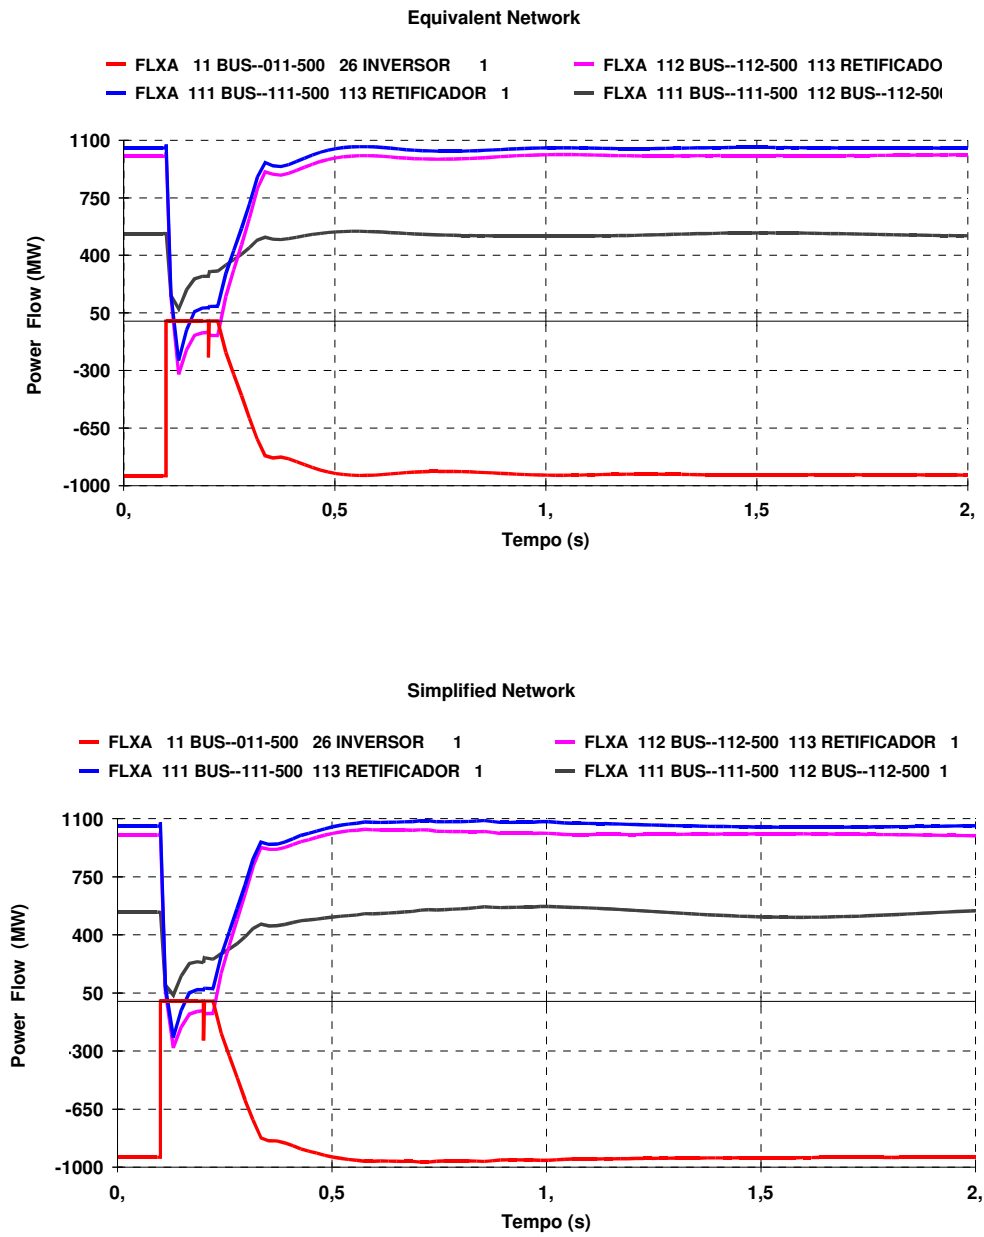 Equivalent Network
FLXA 11 BUS--011-500 26 INVERSOR 1
FLXA 112 BUS--112-500 113 RETIFICADO
FLXA 111 BUS--111-500 113 RETIFICADOR 1
FLXA 111 BUS--111-500 112 BUS--112-50
1100
750
400
50
-300
-650
-1000
Power Flow (MW)
0, 0,5 1, 1,5 2,
Tempo (s)
Simplified Network
FLXA 11 BUS--011-500 26 INVERSOR 1
FLXA 112 BUS--112-500 113 RETIFICADOR 1
FLXA 111 BUS--111-500 113 RETIFICADOR 1
FLXA 111 BUS--111-500 112 BUS--112-500 1
1100
750
400
50
-300
-650
-1000
Power Flow (MW)
0, 0,5 1, 1,5 2,
Tempo (s)